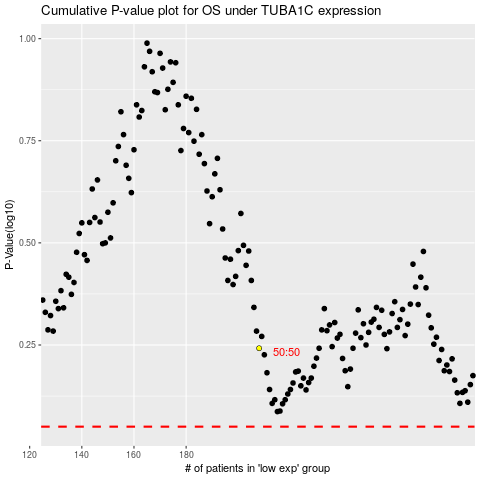 Cumulative P-value plot for OS under TUBA1C expression
1.00
0.75
0.50
0.25
P-Value(log10)
50:50
120 140 160 180
# of patients in 'low exp' group